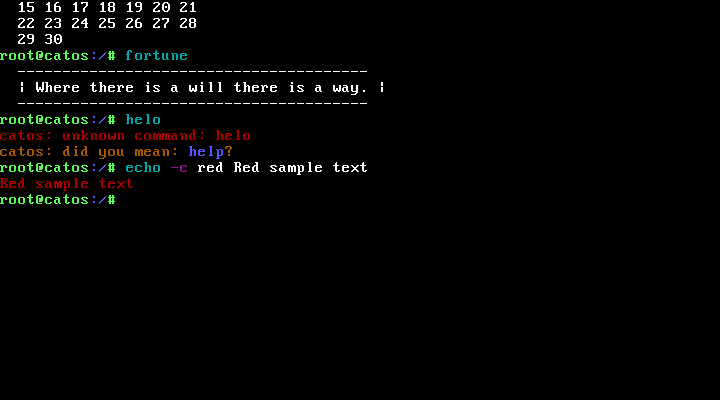 15 16 17 18 19 20 21
22 23 24 25 26 27 28
29 30
root@catos:/# fortune
---------------------------------------
| Where there is a will there is a way. |
---------------------------------------
root@catos:/# helo
catos: unknown command: helo
catos: did you mean: help?
root@catos:/# echo -c red Red sample text
Red sample text
root@catos:/#